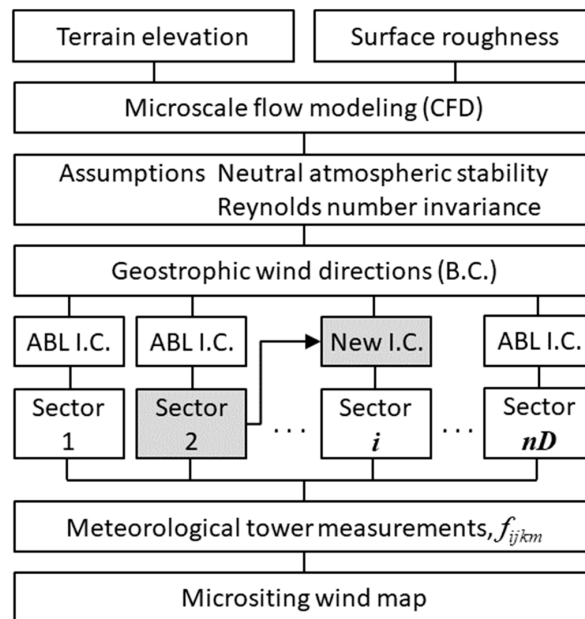 Terrain elevation
Surface roughness
Microscale flow modeling (CFD)
Assumptions Neutral atmospheric stability
Reynolds number invariance
Geostrophic wind directions (B.C.)
ABL I.C.
ABL I.C.
New I.C.
ABL I.C.
Sector
1
Sector
2
. . .
Sector
i
. . .
Sector
nD
Meteorological tower measurements, fijkm
Micrositing wind map